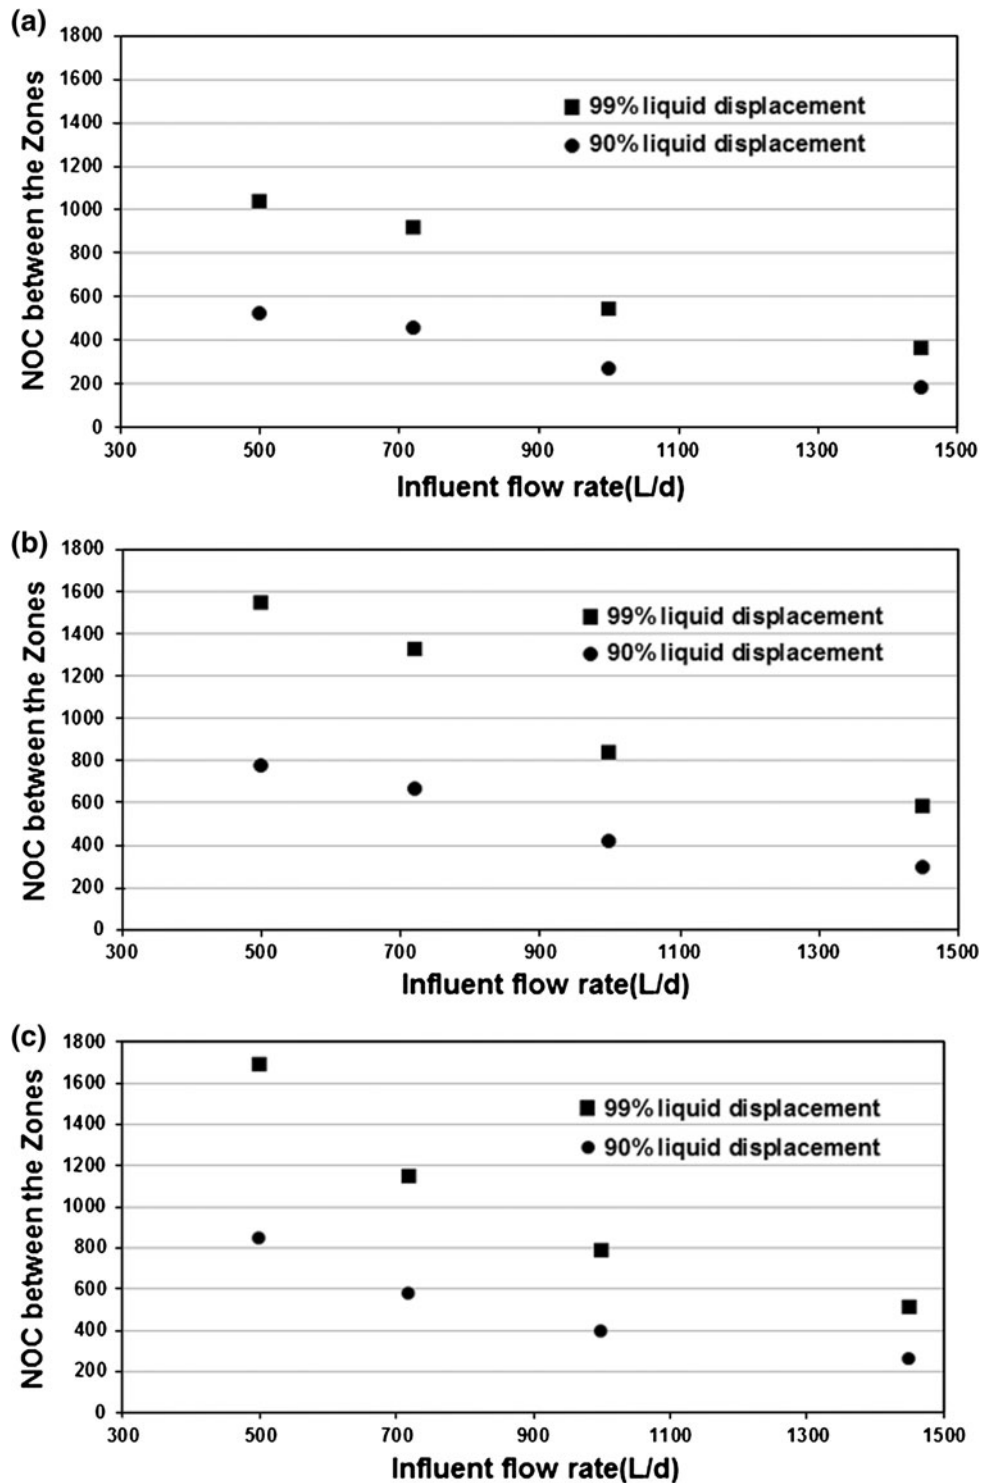 (a)
1800
1600
1400
1200
1000
800
600
400
200
0
NOC between the Zones
99% liquid displacement
90% liquid displacement
300 500 700 900 1100 1300 1500
Influent flow rate(L/d)
(b)
1800
1600
1400
1200
1000
800
600
400
200
0
NOC between the Zones
99% liquid displacement
90% liquid displacement
300 500 700 900 1100 1300 1500
Influent flow rate(L/d)
(c)
1800
1600
1400
1200
1000
800
600
400
200
0
NOC between the Zones
99% liquid displacement
90% liquid displacement
300 500 700 900 1100 1300 1500
Influent flow rate(L/d)